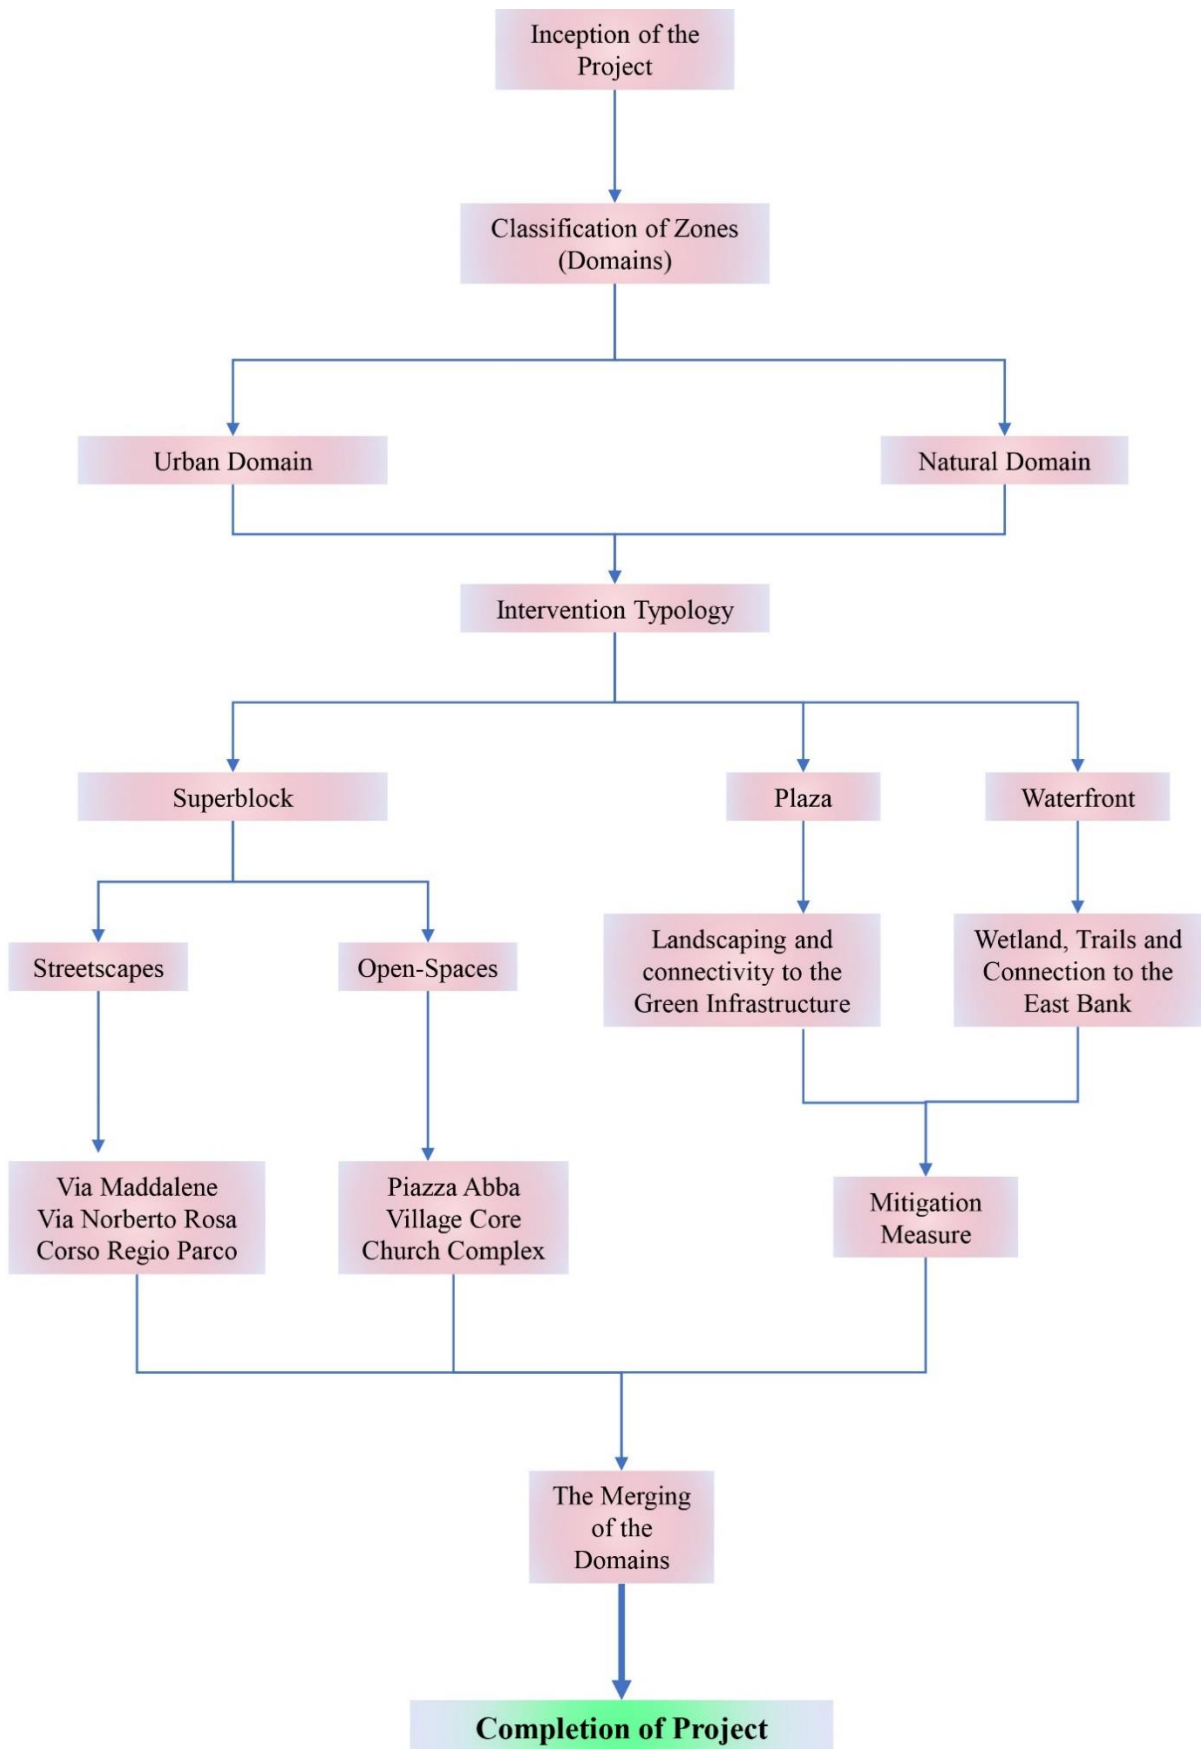 Inception of the
Project
Classification of Zones
(Domains)
Urban Domain
Natural Domain
Intervention Typology
Superblock
Plaza
Waterfront
Streetscapes
Open-Spaces
Landscaping and
connectivity to the
Green Infrastructure
Wetland, Trails and
Connection to the
East Bank
Via Maddalene
Via Norberto Rosa
Corso Regio Parco
Piazza Abba
Village Core
Church Complex
Mitigation
Measure
The Merging
of the
Domains
Completion of Project